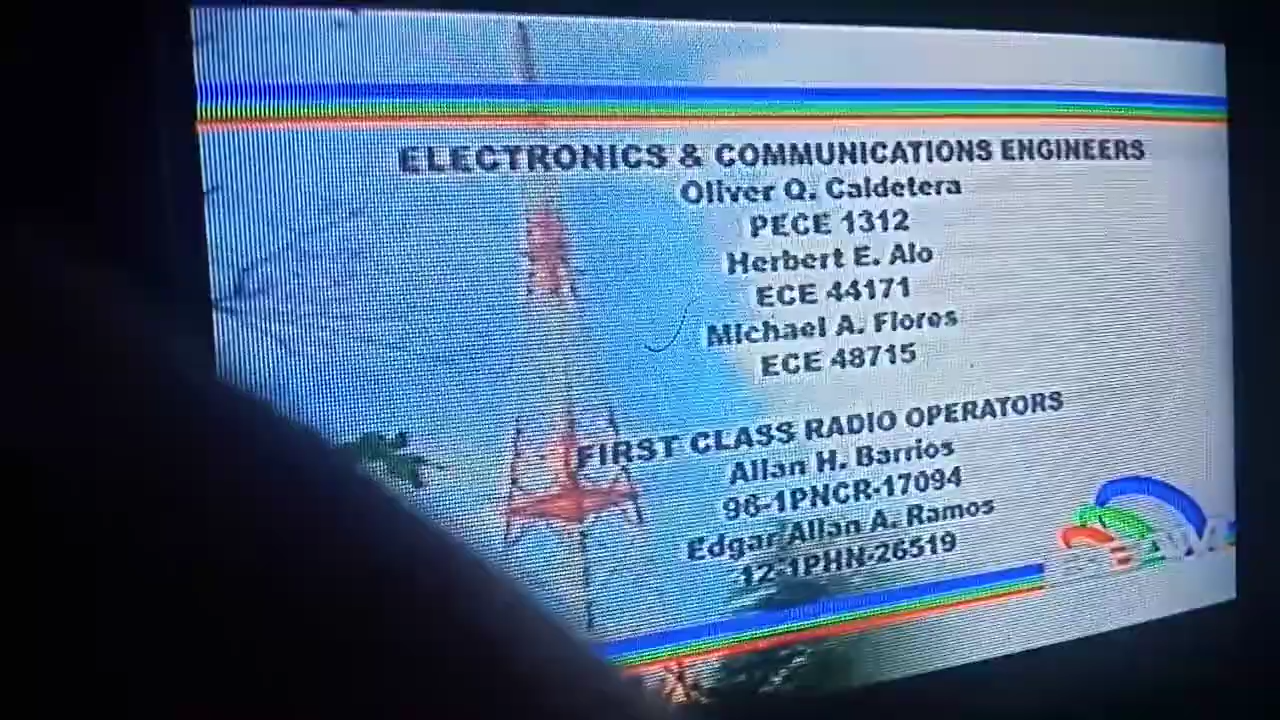 ELECTRONICS & COMMUNICATIONS ENGINEERS
Oliver Q. Caldetera
PECE 1312
Herbert E. Alo
ECE 44171
Michael A. Flores
ECE 48715
FIRST CLASS RADIO OPERATORS
Allan H. Barrios
96-1PNCR-17094
Edgar Allan A. Ramos
12-1PHN-26519